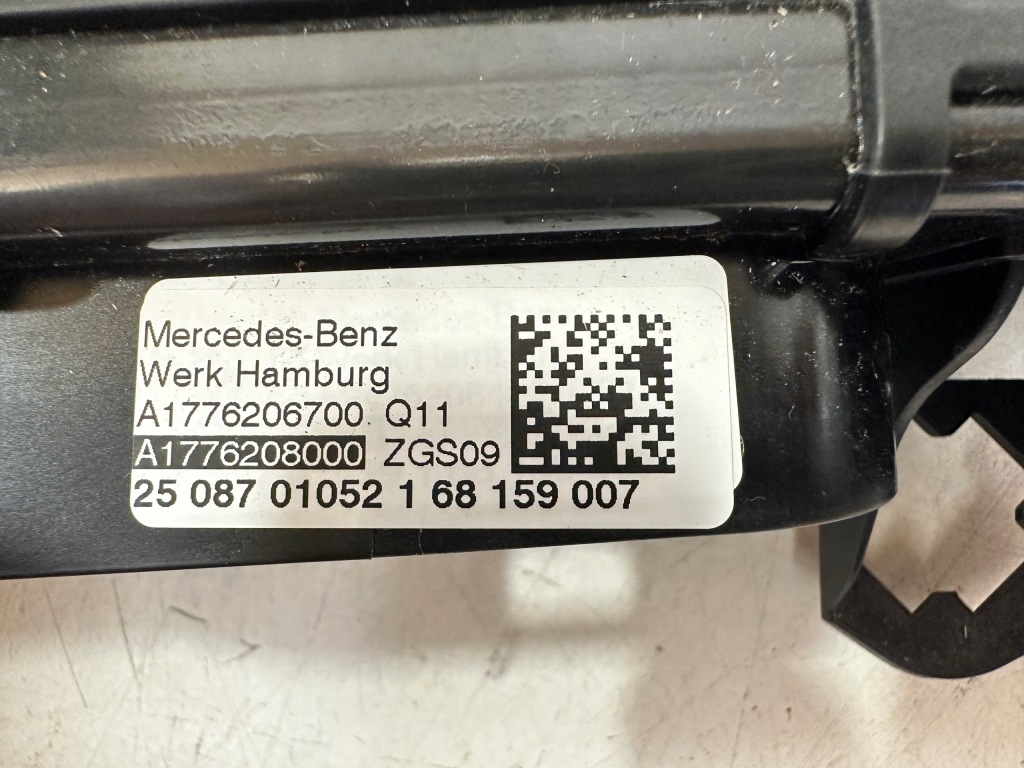 Mercedes-Benz
Werk Hamburg
A1776206700 Q11
A1776208000 ZGS09
25 087 01052 1 68 159 007